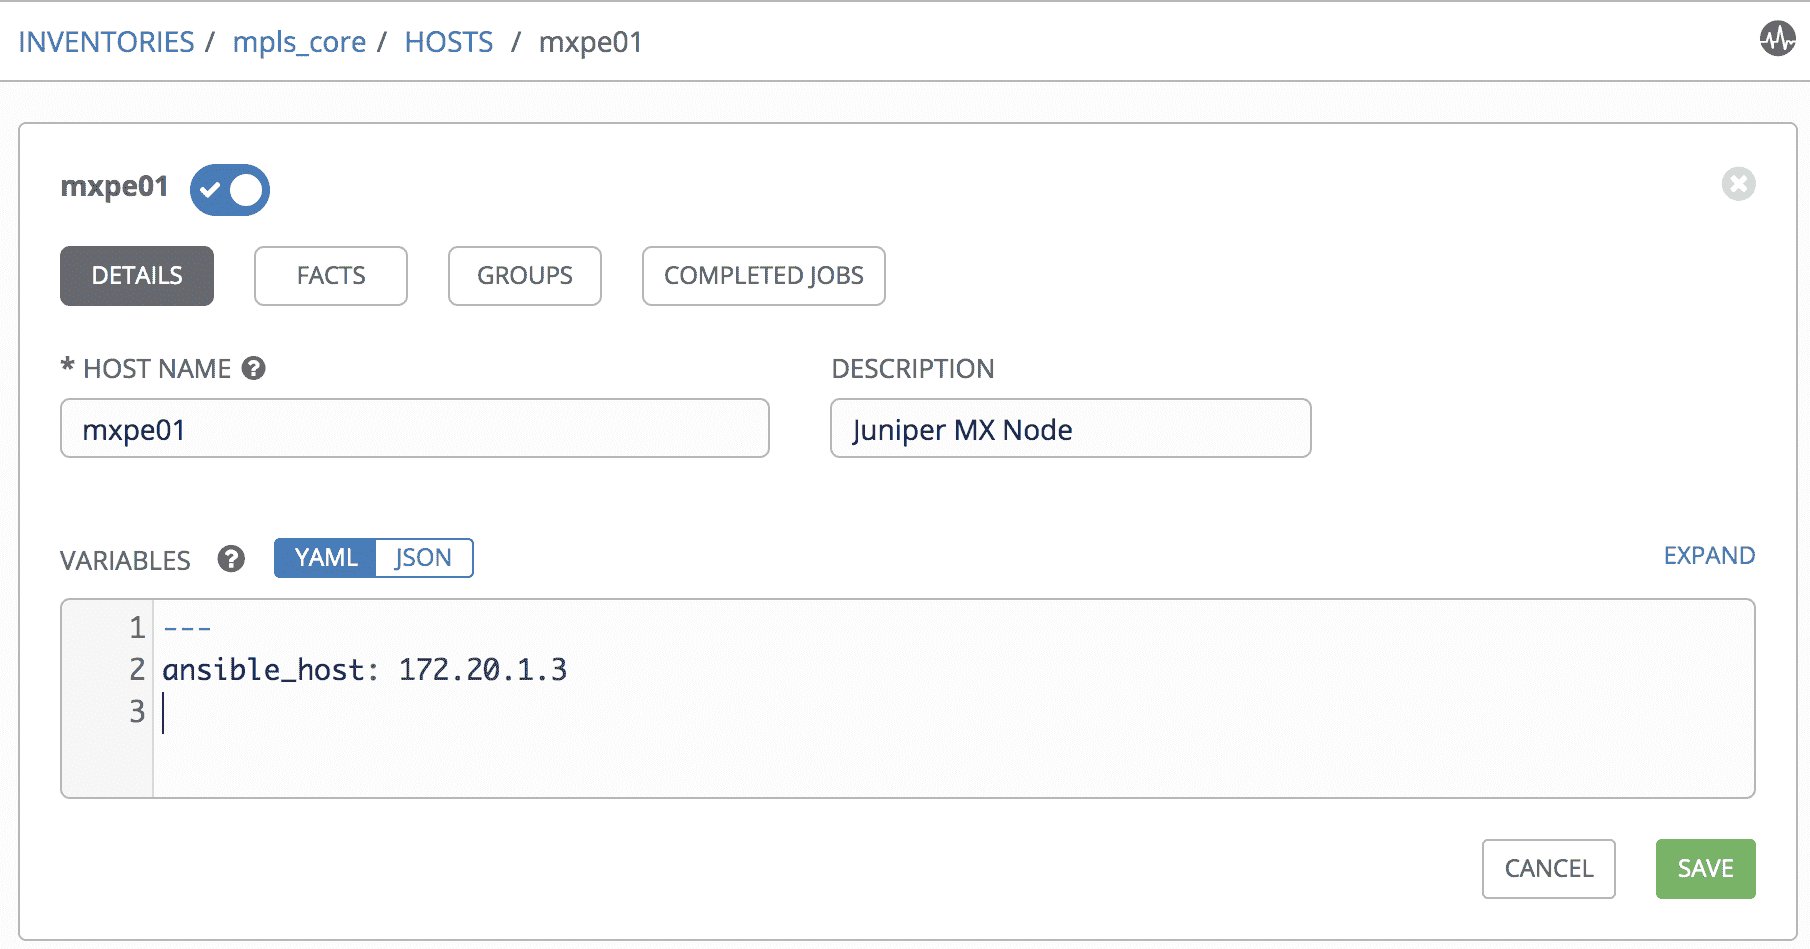 INVENTORIES / mpls_core / HOSTS / mxpe01
mxpe01
DETAILS FACTS GROUPS COMPLETED JOBS
* HOST NAME ? DESCRIPTION
mxpe01 Juniper MX Node
VARIABLES ? YAML JSON EXPAND
1 ---
2 ansible_host: 172.20.1.3
3
CANCEL SAVE